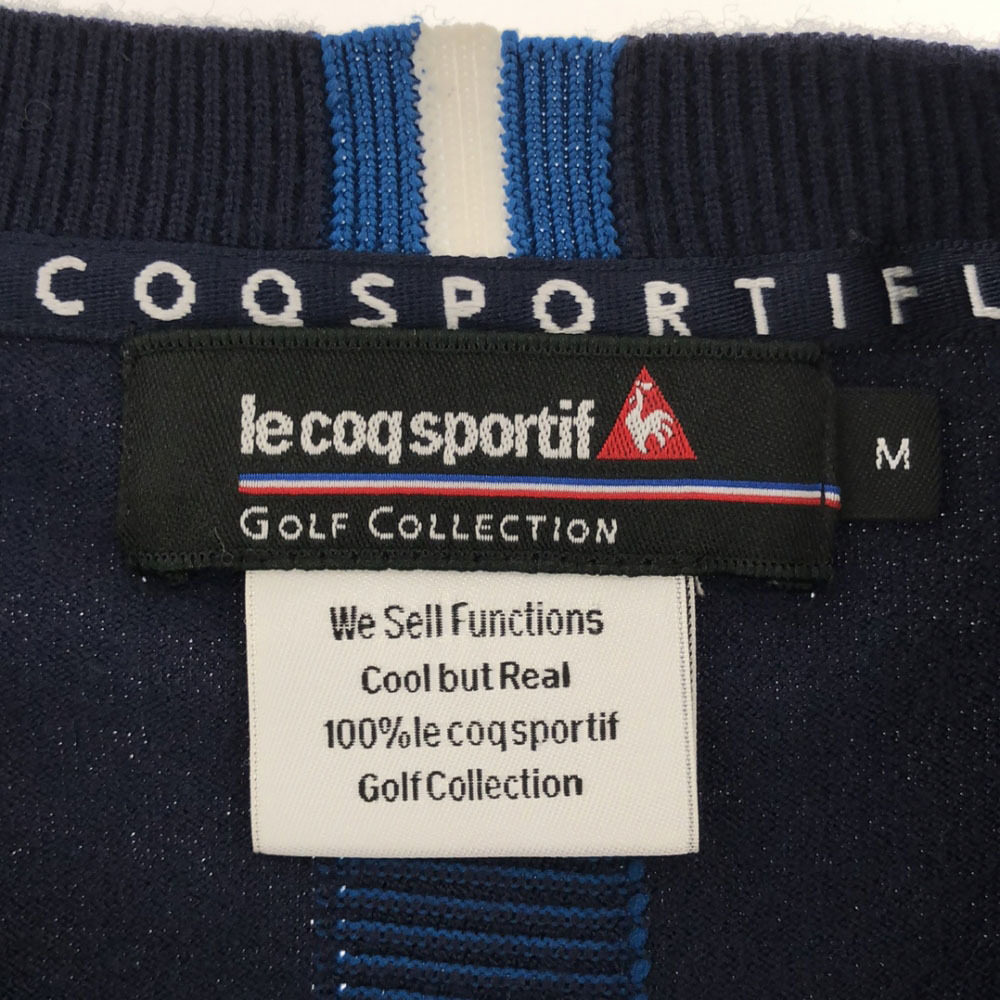 COQSPORTIFL
le coq sportif
GOLF COLLECTION
M
We Sell Functions
Cool but Real
100% le coq sportif
Golf Collection